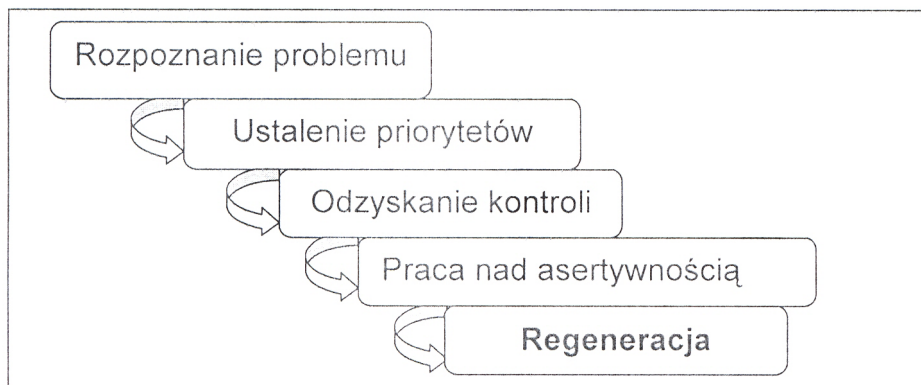 Rozpoznanie problemu
Ustalenie priorytetów
Odzyskanie kontroli
Praca nad asertywnością
Regeneracja